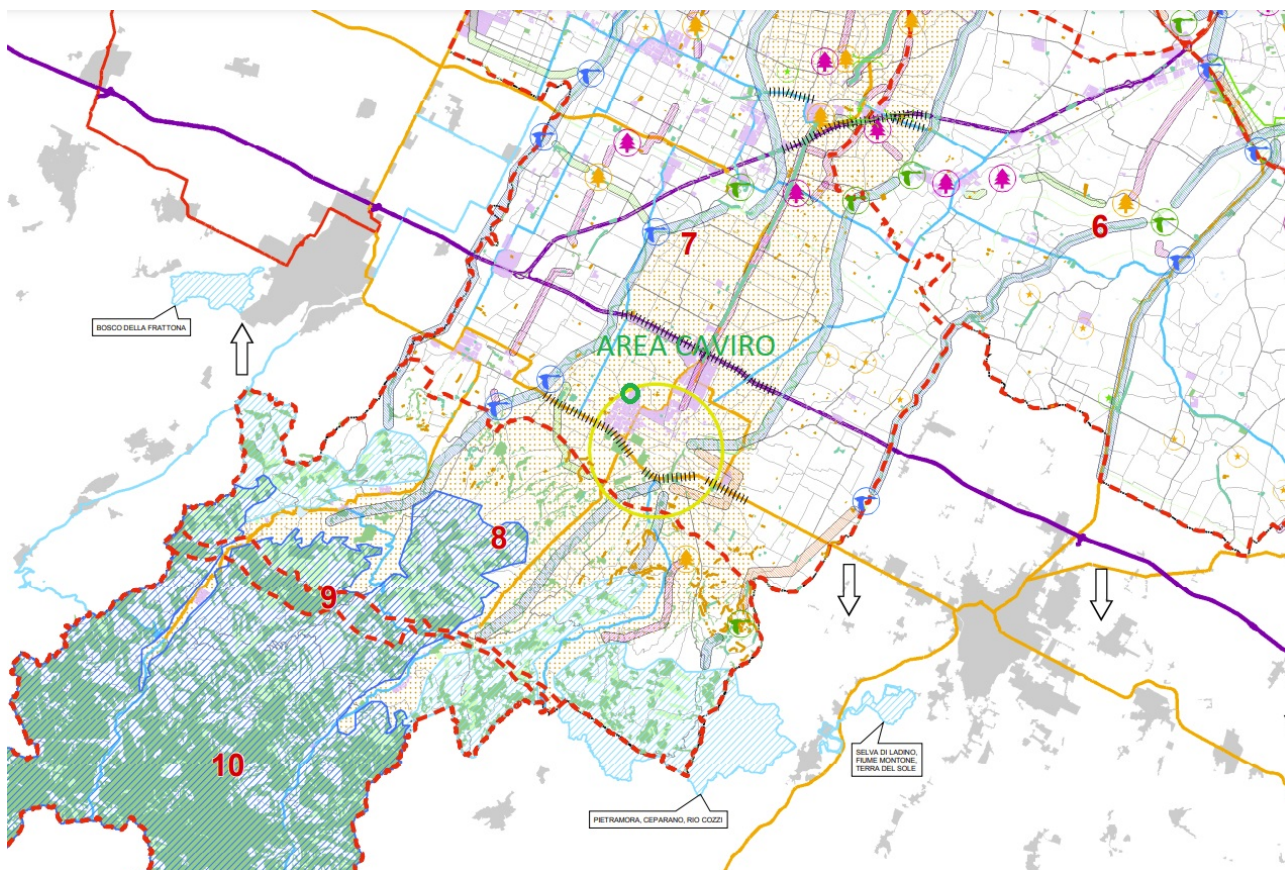 7
6
BOSCO DELLA FRATTONA
AREA CAVIRO
8
9
10
SELVA DI LADINO,
FIUME MONTONE,
TERRA DEL SOLE
PIETRAMORA, CEPARANO, RIO COZZI